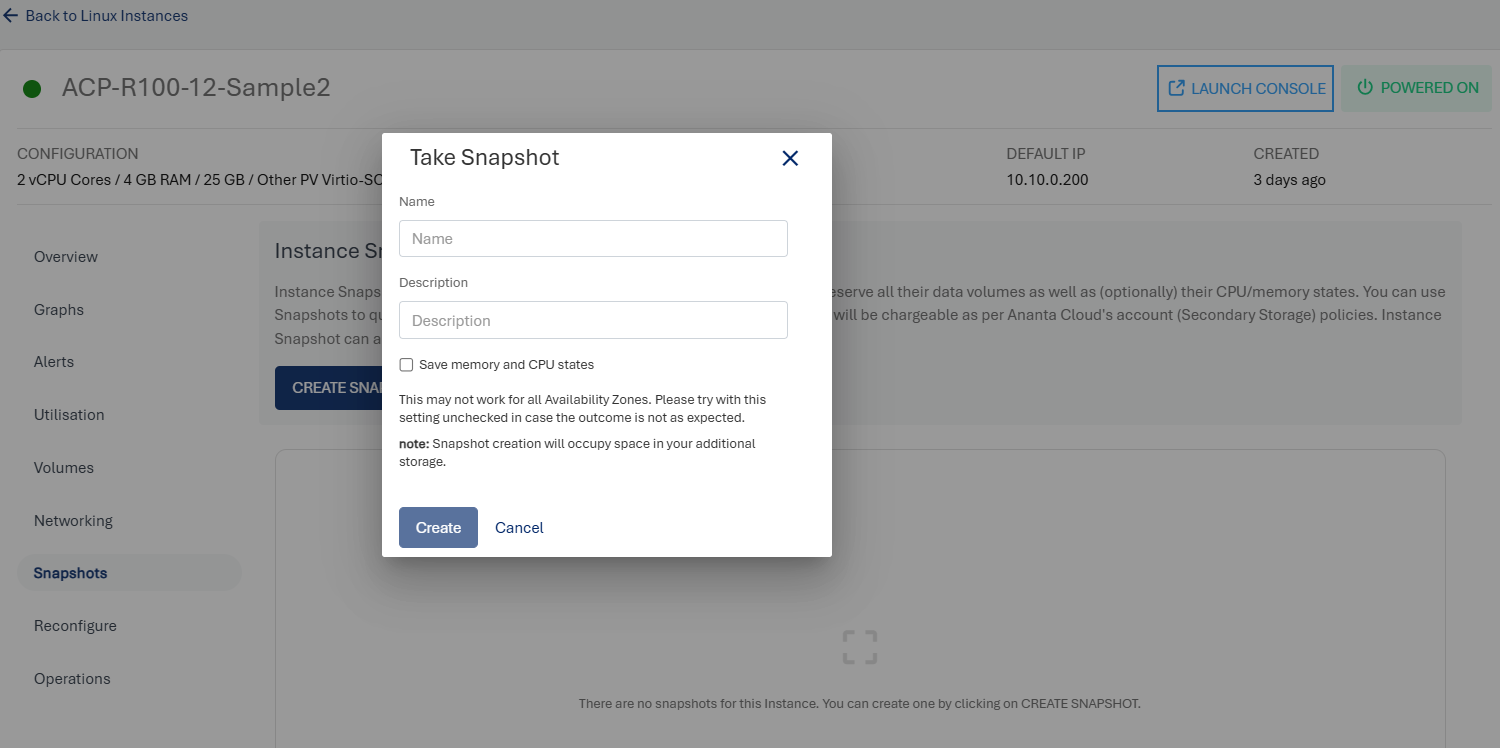 Back to Linux Instances
ACP-R100-12-Sample2
LAUNCH CONSOLE
POWERED ON
CONFIGURATION
2 vCPU Cores / 4 GB RAM / 25 GB / Other PV Virtio-SC
DEFAULT IP
10.10.0.200
CREATED
3 days ago
Overview
Graphs
Alerts
Utilisation
Volumes
Networking
Snapshots
Reconfigure
Operations
Instance
Instance
eserve all their data volumes as well as (optionally) their CPU/memory states. You can use
Snapshots to
will be chargeable as per Ananta Cloud's account (Secondary Storage) policies. Instance
Snapshot can
CREATE
Take Snapshot
Name
Name
Description
Description
Save memory and CPU states
This may not work for all Availability Zones. Please try with this
setting unchecked in case the outcome is not as expected.
note: Snapshot creation will occupy space in your additional
storage.
Create
Cancel
There are no snapshots for this Instance. You can create one by clicking on CREATE SNAPSHOT.